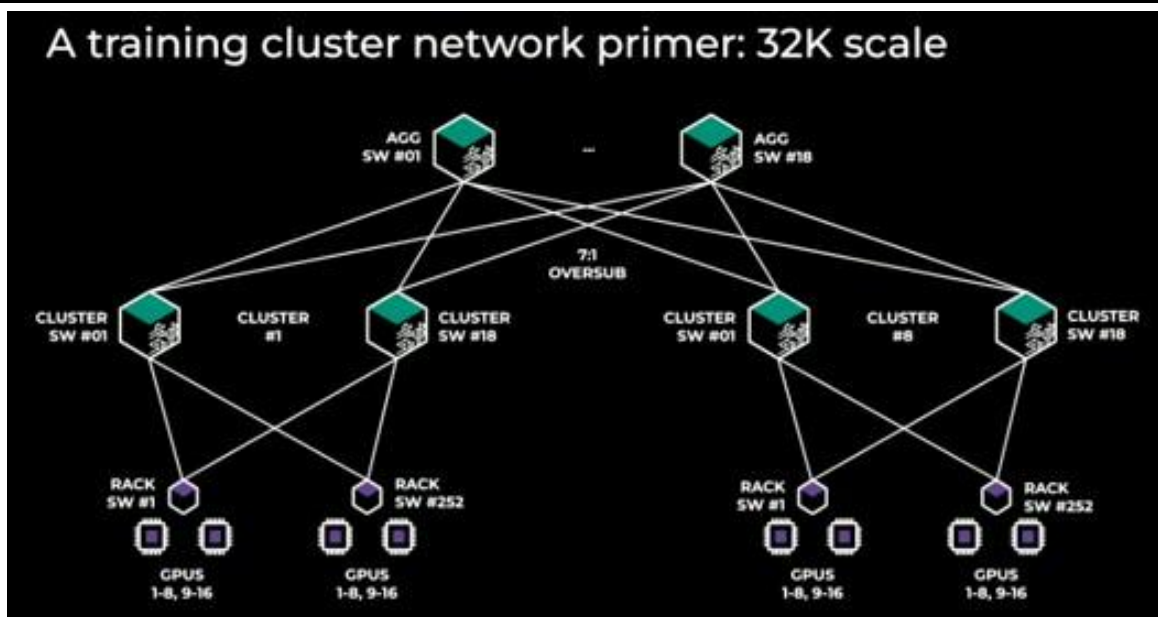 A training cluster network primer: 32K scale
AGG
SW #01
...
AGG
SW #18
7:1
OVERSUB
CLUSTER
SW #01
CLUSTER
#1
CLUSTER
SW #18
CLUSTER
SW #01
CLUSTER
#8
CLUSTER
SW #18
RACK
SW #1
RACK
SW #252
RACK
SW #1
RACK
SW #252
GPUS
1-8, 9-16
GPUS
1-8, 9-16
GPUS
1-8, 9-16
GPUS
1-8, 9-16